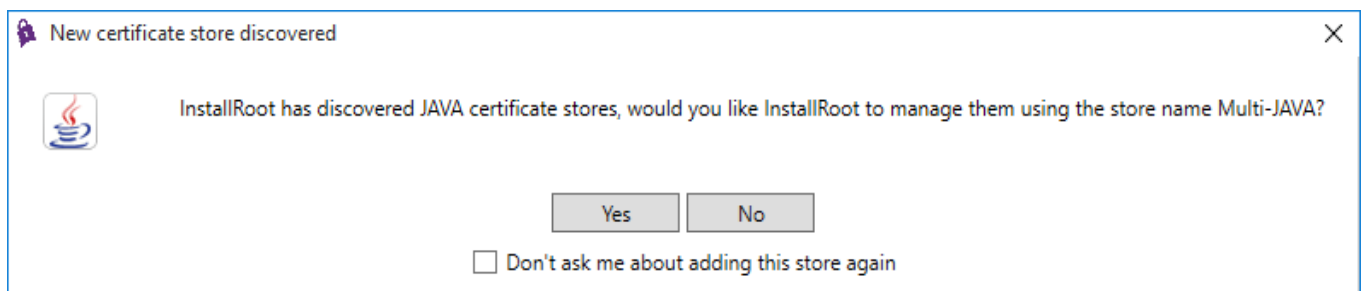 New certificate store discovered
InstallRoot has discovered JAVA certificate stores, would you like InstallRoot to manage them using the store name Multi-JAVA?
Yes No
Don't ask me about adding this store again